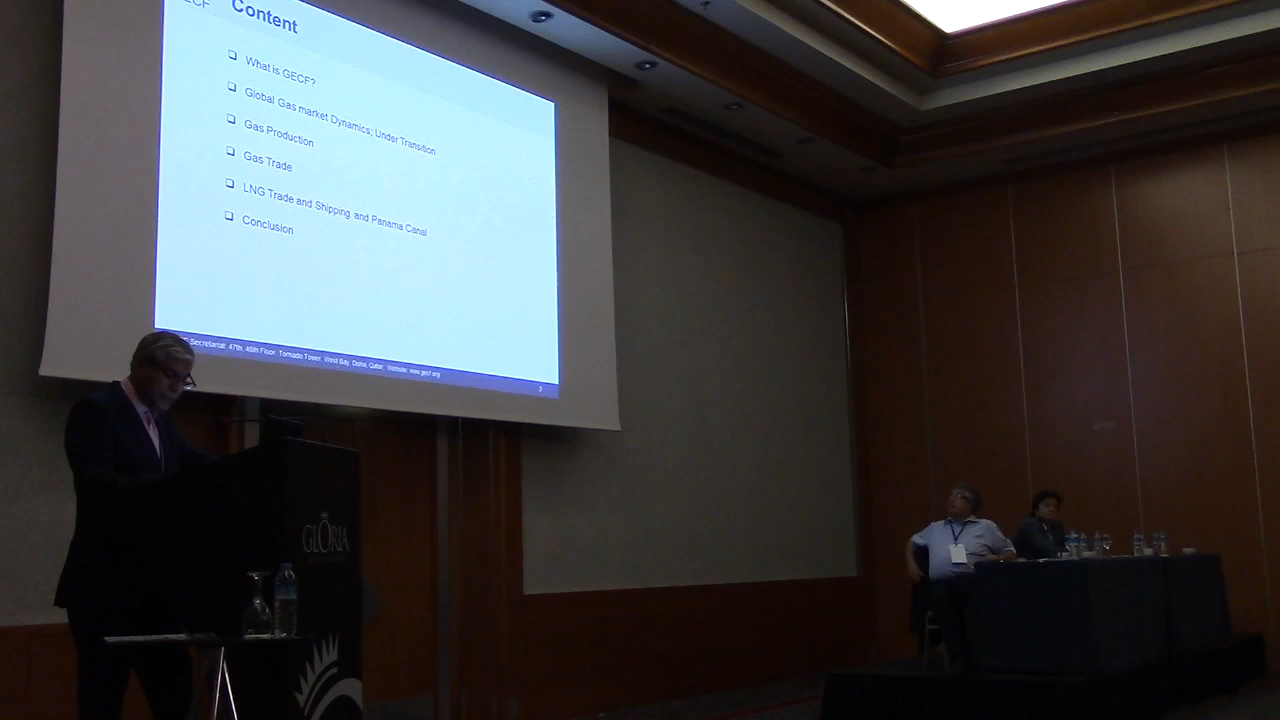 Content
What is GECF?
Global Gas market Dynamics; Under Transition
Gas Production
Gas Trade
LNG Trade and Shipping and Panama Canal
Conclusion
Secretariat: 47th, 48th Floor, Tornado Tower, West Bay, Doha, Qatar. Website: www.gecf.org
2
GLORIA